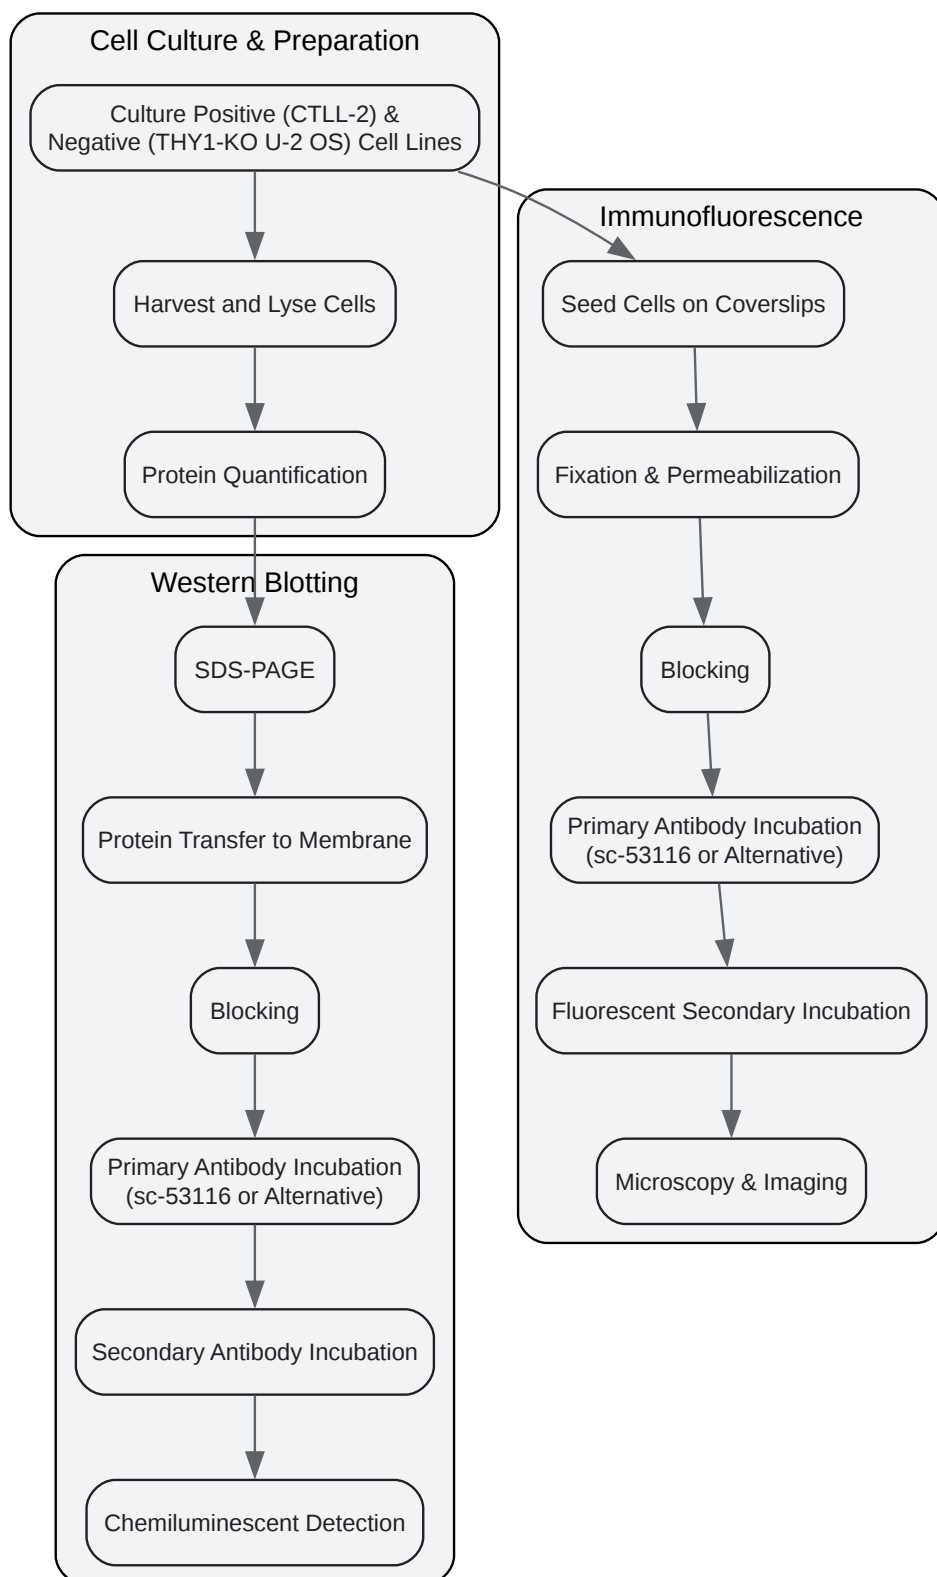 Cell Culture & Preparation
Culture Positive (CTLL-2) &
Negative (THY1-KO U-2 OS) Cell Lines
Harvest and Lyse Cells
Protein Quantification
Western Blotting
SDS-PAGE
Protein Transfer to Membrane
Blocking
Primary Antibody Incubation
(sc-53116 or Alternative)
Secondary Antibody Incubation
Chemiluminescent Detection
Immunofluorescence
Seed Cells on Coverslips
Fixation & Permeabilization
Blocking
Primary Antibody Incubation
(sc-53116 or Alternative)
Fluorescent Secondary Incubation
Microscopy & Imaging